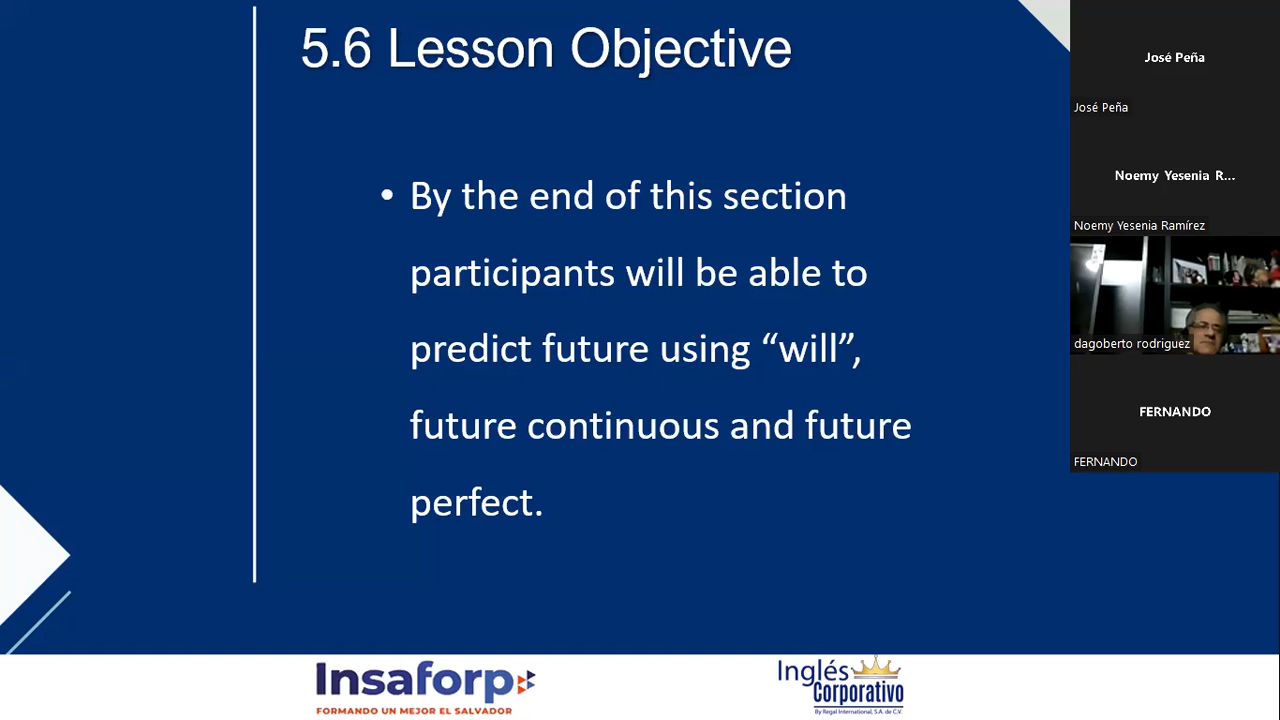 5.6 Lesson Objective
• By the end of this section
participants will be able to
predict future using “will”,
future continuous and future
perfect.
José Peña
José Peña
Noemy Yesenia R...
Noemy Yesenia Ramírez
dagoberto rodriguez
FERNANDO
FERNANDO
Insaforp
FORMANDO UN MEJOR EL SALVADOR
Inglés
Corporativo
By Regal International, S.A. de C.V.